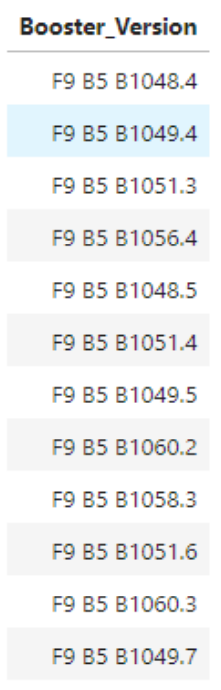 Booster_Version
F9 B5 B1048.4
F9 B5 B1049.4
F9 B5 B1051.3
F9 B5 B1056.4
F9 B5 B1048.5
F9 B5 B1051.4
F9 B5 B1049.5
F9 B5 B1060.2
F9 B5 B1058.3
F9 B5 B1051.6
F9 B5 B1060.3
F9 B5 B1049.7